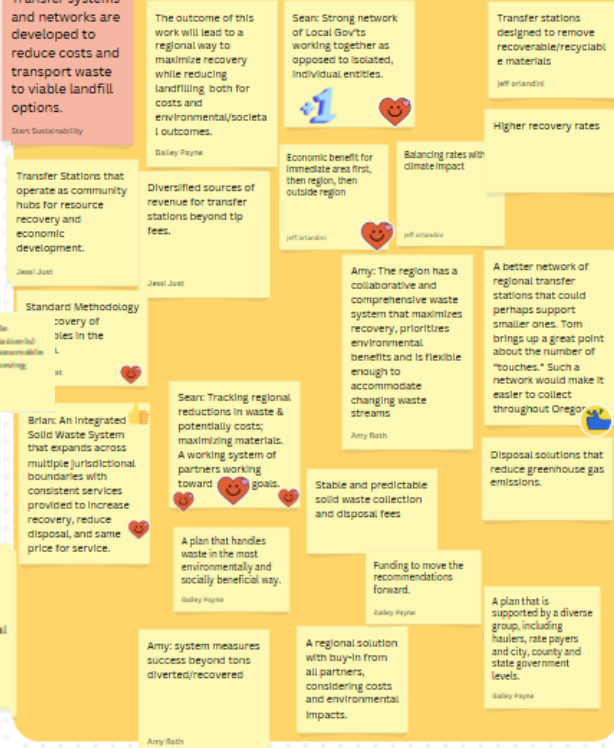 Transfer systems
and networks are
developed to
reduce costs and
transport waste
to viable landfill
options.
Start Sustainability
The outcome of this
work will lead to a
regional way to
maximize recovery
while reducing
landfilling both for
costs and
environmental/societa
l outcomes.
Bailey Payne
Sean: Strong network
of Local Gov'ts
working together as
opposed to isolated,
individual entities.
+1
Transfer stations
designed to remove
recoverable/recyclabl
e materials
jeff orlandini
Higher recovery rates
Transfer Stations that
operate as community
hubs for resource
recovery and
economic
development.
Jessi Just
Diversified sources of
revenue for transfer
stations beyond tip
fees.
Jessi Just
Economic benefit for
immediate area first,
then region, then
outside region
jeff orlandini
Balancing rates with
climate impact
jeff orlandini
Standard Methodology
covery of
bles in the
Amy: The region has a
collaborative and
comprehensive waste
system that maximizes
recovery, prioritizes
environmental
benefits and is flexible
enough to
accommodate
changing waste
streams
Amy Roth
A better network of
regional transfer
stations that could
perhaps support
smaller ones. Tom
brings up a great point
about the number of
"touches." Such a
network would make it
easier to collect
throughout Oregon
Brian: An Integrated
Solid Waste System
that expands across
multiple jurisdictional
boundaries with
consistent services
provided to increase
recovery, reduce
disposal, and same
price for service.
Sean: Tracking regional
reductions in waste &
potentially costs;
maximizing materials.
A working system of
partners working
toward goals.
Stable and predictable
solid waste collection
and disposal fees
Disposal solutions that
reduce greenhouse gas
emissions.
A plan that handles
waste in the most
environmentally and
socially beneficial way.
Bailey Payne
Funding to move the
recommendations
forward.
Bailey Payne
A plan that is
supported by a diverse
group, including
haulers, rate payers
and city, county and
state government
levels.
Bailey Payne
Amy: system measures
success beyond tons
diverted/recovered
Amy Roth
A regional solution
with buy-in from
all partners,
considering costs
and environmental
impacts.